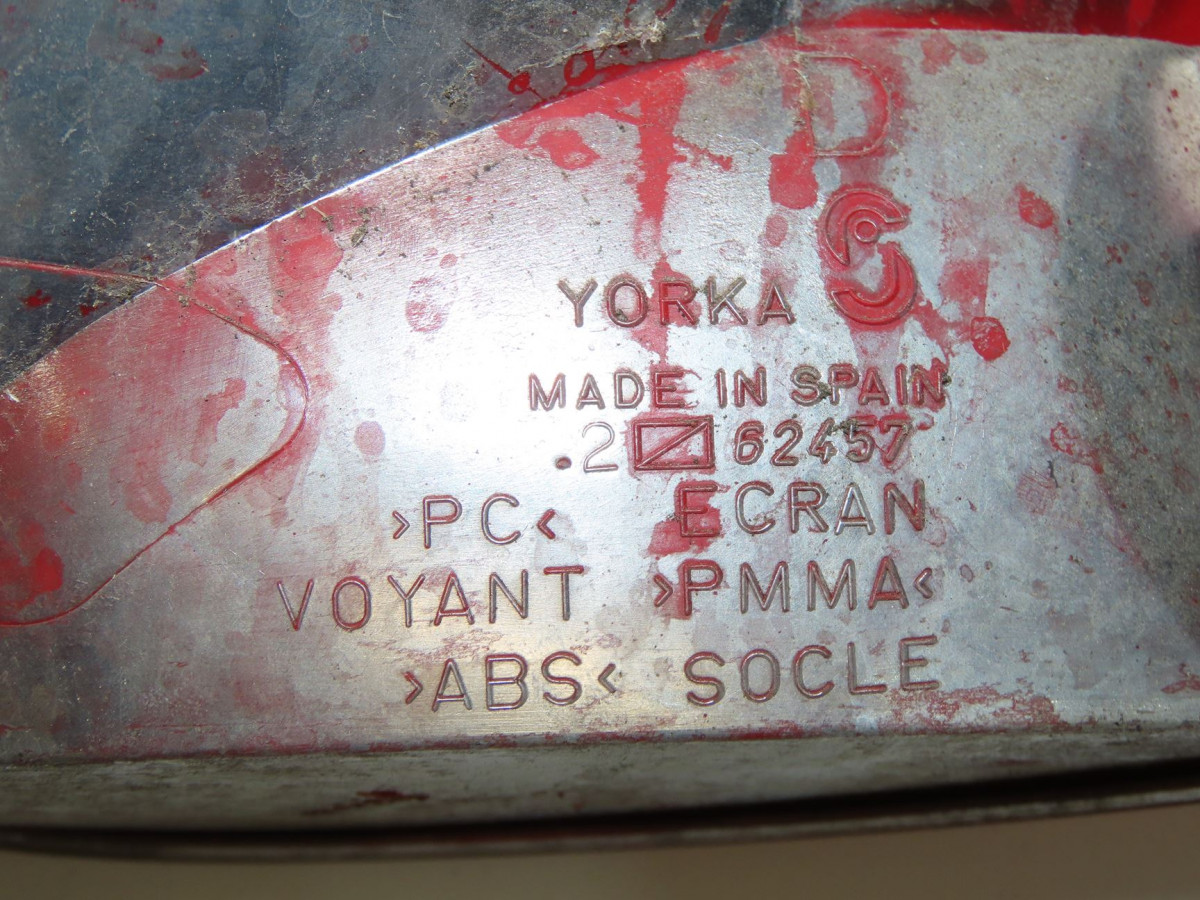 D
YORKA
MADE IN SPAIN
.2 62457
>PC< ECRAN
VOYANT >PMMA<
>ABS< SOCLE